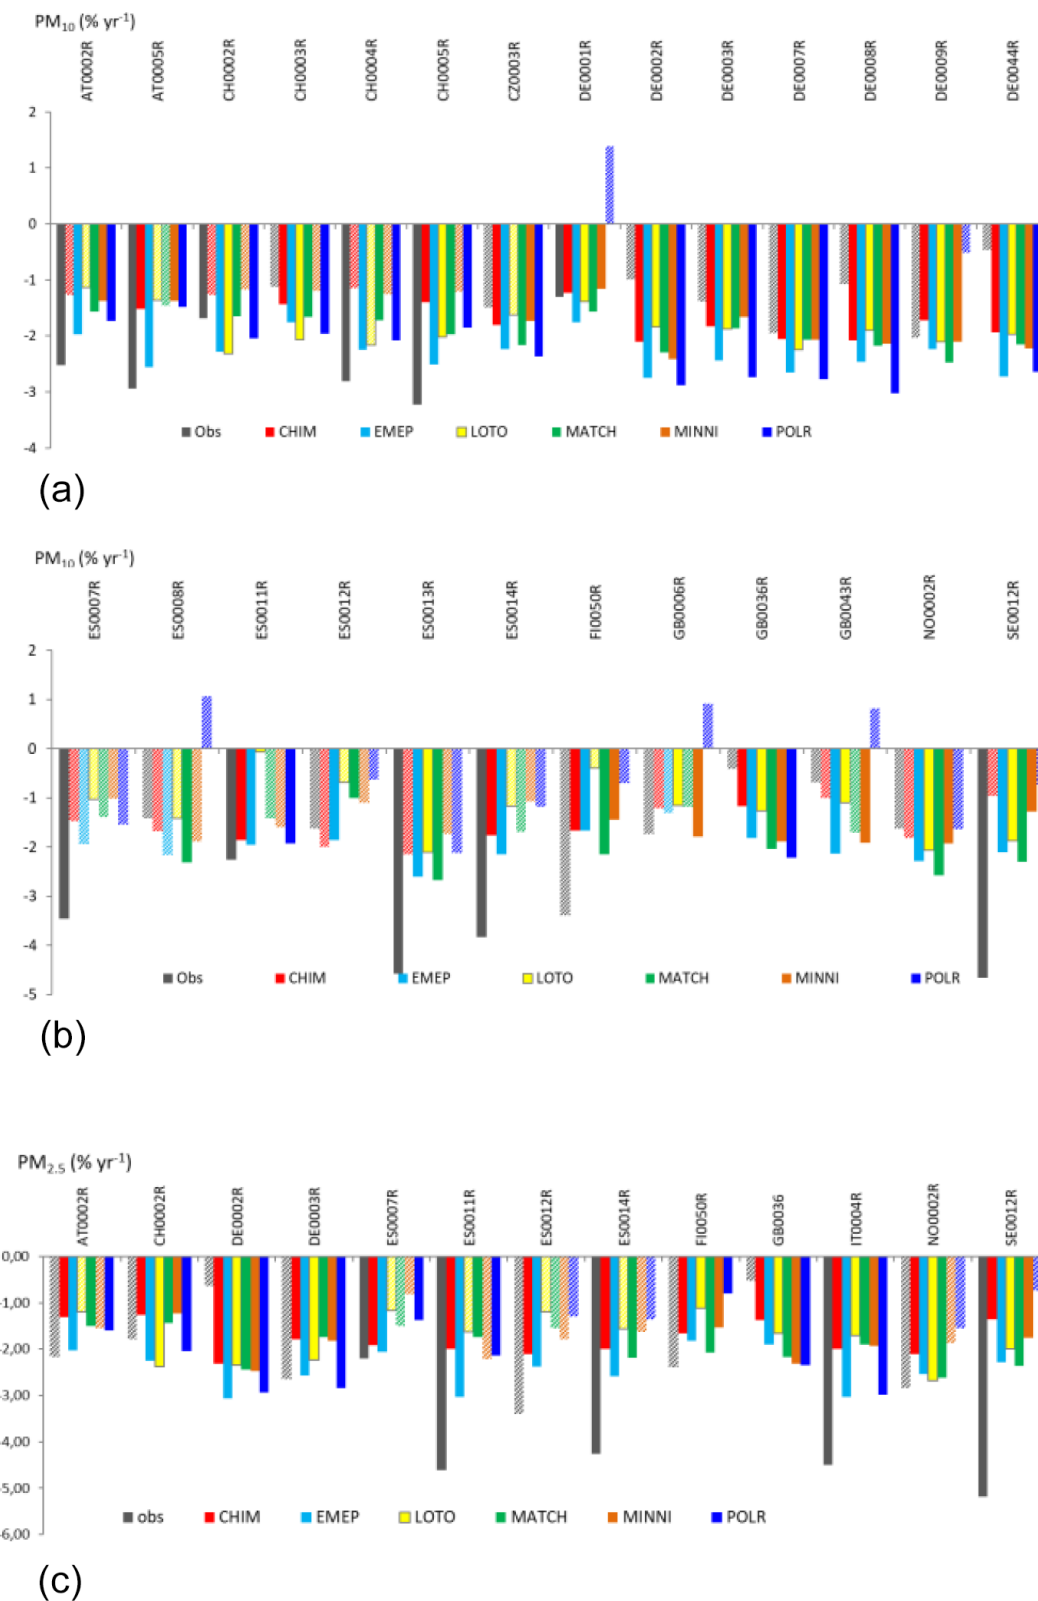 PM10 (% yr-1)
AT0002R AT0005R CH0002R CH0003R CH0004R CH0005R CZ0003R DE0001R DE0002R DE0003R DE0007R DE0008R DE0009R DE0044R
2
1
0
-1
-2
-3
-4
Obs CHIM EMEP LOTO MATCH MINNI POLR
(a)
PM10 (% yr-1)
ES0007R ES0008R ES0011R ES0012R ES0013R ES0014R FI0050R GB0006R GB0036R GB0043R NO0002R SE0012R
2
1
0
-1
-2
-3
-4
-5
Obs CHIM EMEP LOTO MATCH MINNI POLR
(b)
PM2.5 (% yr-1)
AT0002R CH0002R DE0002R DE0003R ES0007R ES0011R ES0012R ES0014R FI0050R GB0036 IT0004R NO0002R SE0012R
0,00
-1,00
-2,00
-3,00
-4,00
-5,00
-6,00
obs CHIM EMEP LOTO MATCH MINNI POLR
(c)